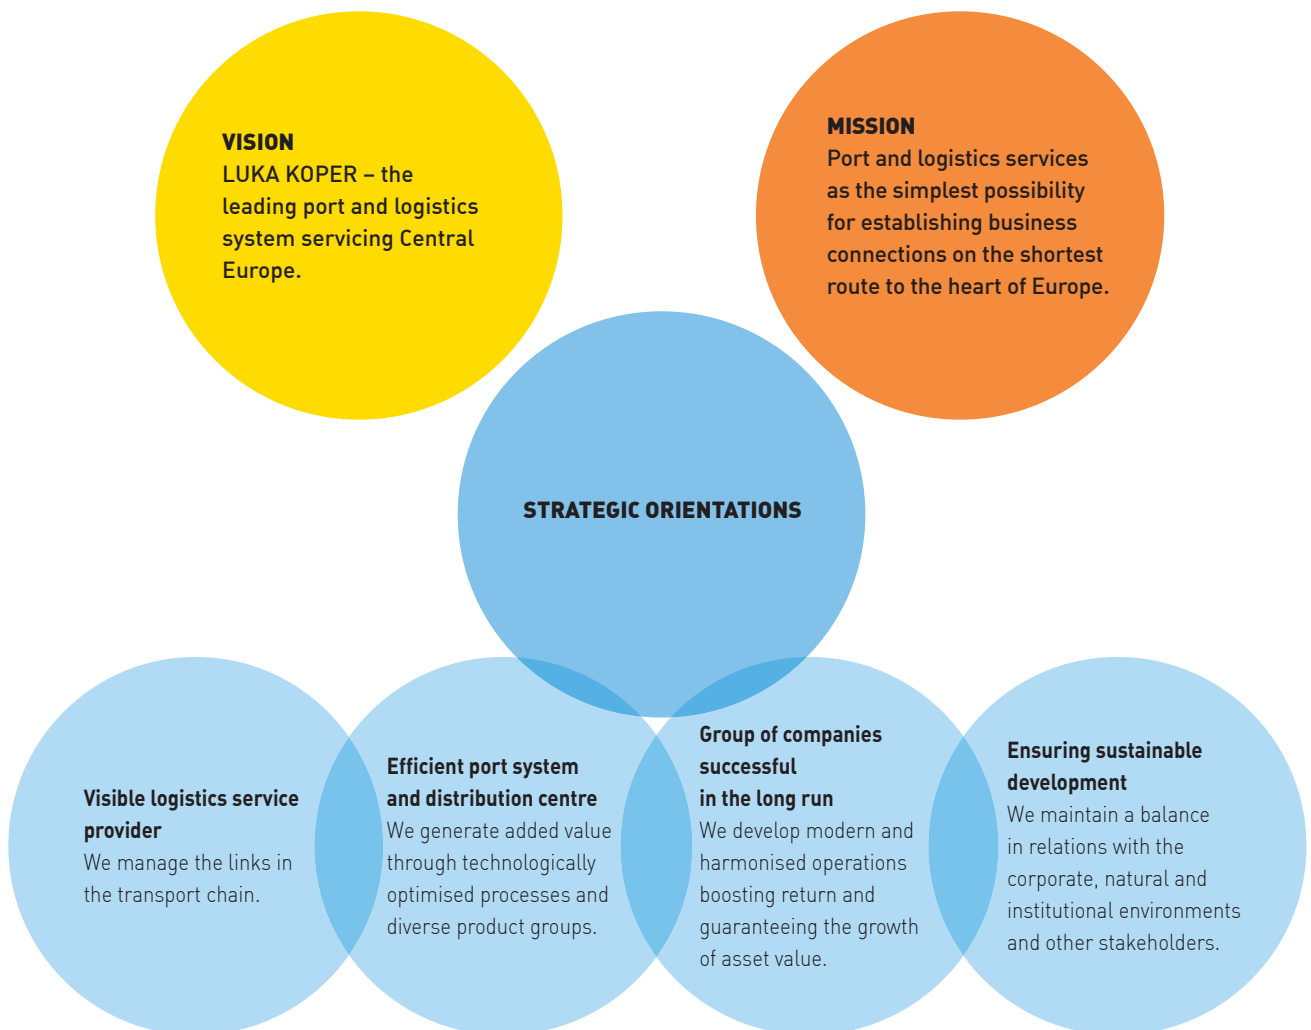 VISION
LUKA KOPER – the
leading port and logistics
system servicing Central
Europe.
MISSION
Port and logistics services
as the simplest possibility
for establishing business
connections on the shortest
route to the heart of Europe.
STRATEGIC ORIENTATIONS
Visible logistics service
provider
We manage the links in
the transport chain.
Efficient port system
and distribution centre
We generate added value
through technologically
optimised processes and
diverse product groups.
Group of companies
successful
in the long run
We develop modern and
harmonised operations
boosting return and
guaranteeing the growth
of asset value.
Ensuring sustainable
development
We maintain a balance
in relations with the
corporate, natural and
institutional environments
and other stakeholders.